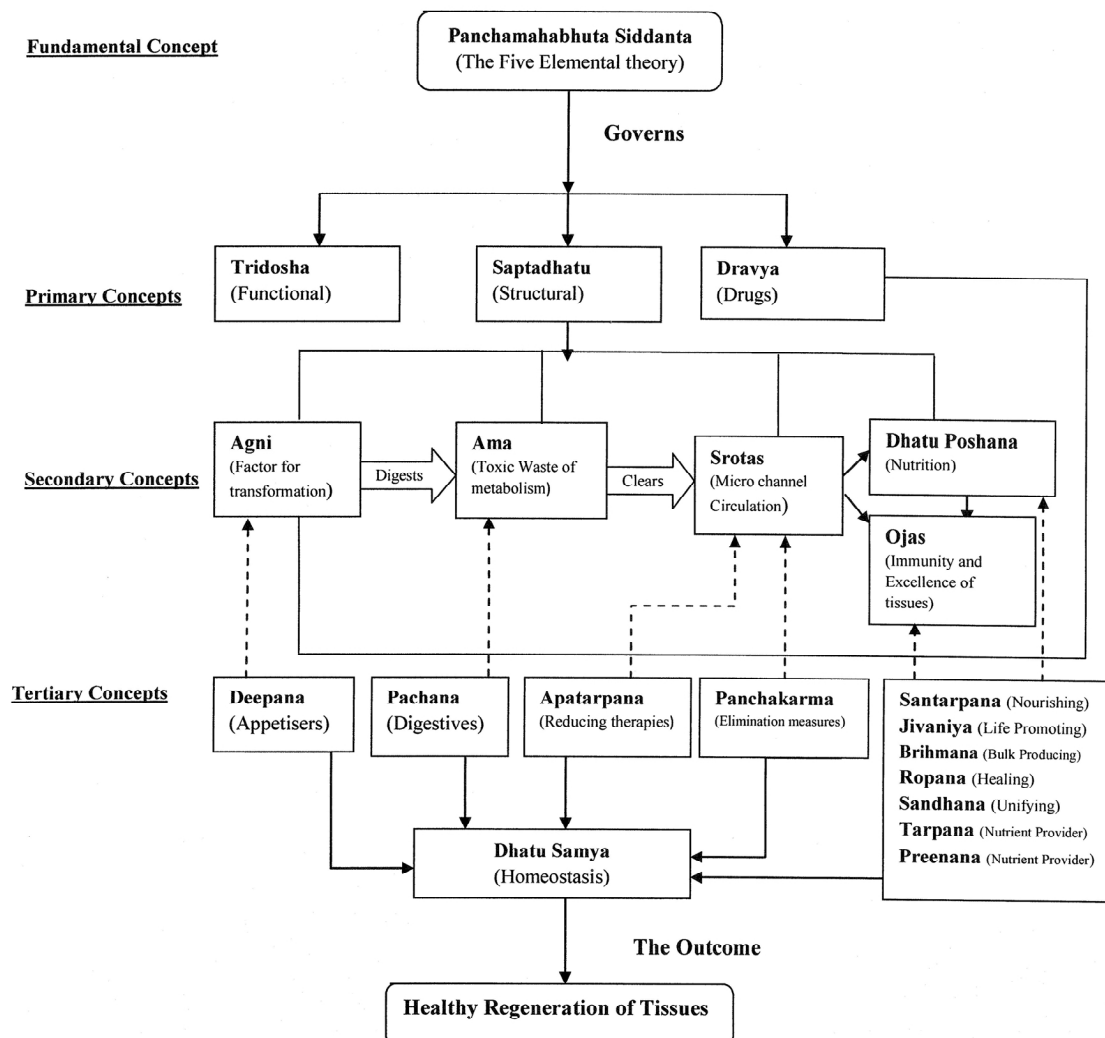 Fundamental Concept
Panchamahabhuta Siddanta
(The Five Elemental theory)
Governs
Primary Concepts
Tridosha
(Functional)
Saptadhatu
(Structural)
Dravya
(Drugs)
Secondary Concepts
Agni
(Factor for
transformation)
Digests
Ama
(Toxic Waste of
metabolism)
Clears
Srotas
(Micro channel
Circulation)
Dhatu Poshana
(Nutrition)
Ojas
(Immunity and
Excellence of
tissues)
Tertiary Concepts
Deepana
(Appetisers)
Pachana
(Digestives)
Apatarpana
(Reducing therapies)
Panchakarma
(Elimination measures)
Santarpana (Nourishing)
Jivaniya (Life Promoting)
Brihmana (Bulk Producing)
Ropana (Healing)
Sandhana (Unifying)
Tarpana (Nutrient Provider)
Preenana (Nutrient Provider)
Dhatu Samya
(Homeostasis)
The Outcome
Healthy Regeneration of Tissues